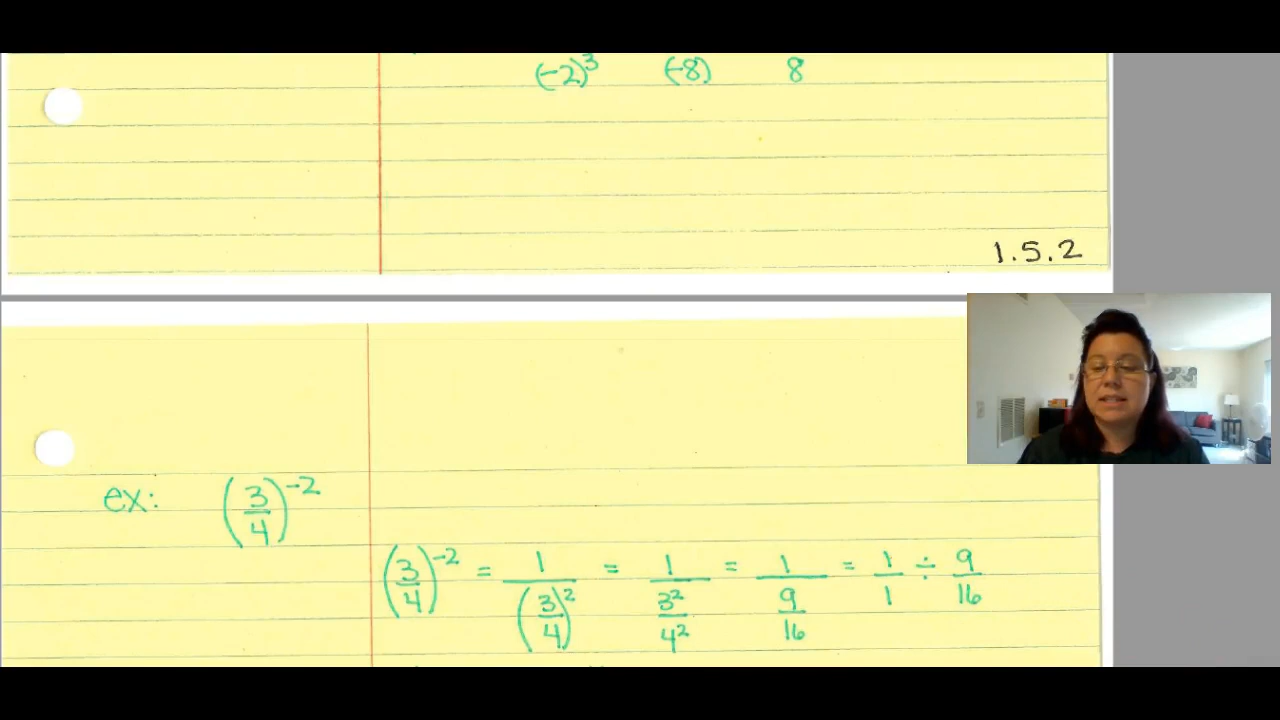 (-2)³ (-8) 8
1.5.2
ex: (3/4)⁻²
(3/4)⁻² = 1/(3/4)² = 1/(3²/4²) = 1/(9/16) = 1/1 ÷ 9/16